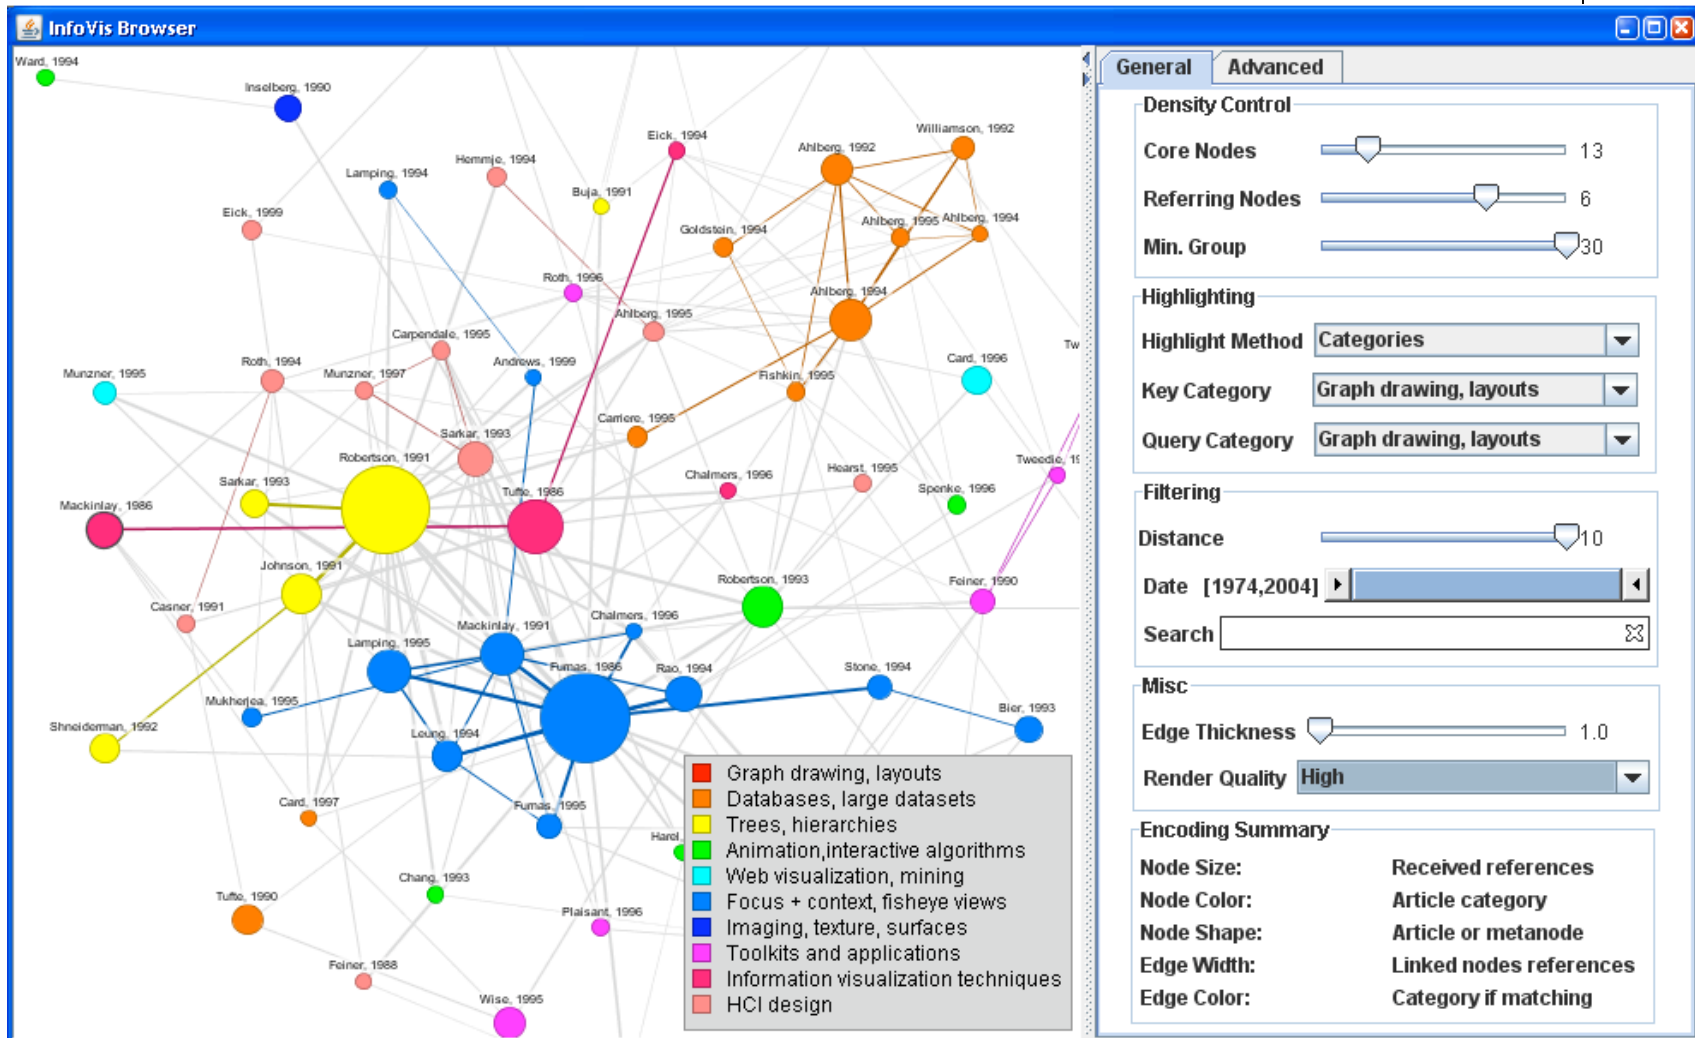 InfoVis Browser
Ward, 1994
Inselberg, 1990
Eick, 1994
Williamson, 1992
Ahlberg, 1992
Hemmje, 1994
Lamping, 1994
Buja, 1991
Eick, 1999
Goldstein, 1994
Ahlberg, 1995
Ahlberg, 1994
Roth, 1996
Ahlberg, 1994
Ahlberg, 1995
Carpendale, 1995
Tw
Roth, 1994
Andrews, 1999
Card, 1996
Munzner, 1995
Munzner, 1997
Fishkin, 1995
Carriere, 1995
Sarkar, 1993
Robertson, 1991
Tweedie, 19
Chalmers, 1996
Hearst, 1995
Sarkar, 1993
Spenke, 1996
Tufte, 1986
Mackinlay, 1986
Johnson, 1991
Robertson, 1993
Feiner, 1990
Casner, 1991
Chalmers, 1996
Mackinlay, 1991
Lamping, 1995
Furnas, 1986
Rao, 1994
Stone, 1994
Mukherjea, 1995
Bier, 1993
Shneiderman, 1992
Leung, 1994
Card, 1997
Furnas, 1995
Harel,
Chang, 1993
Tufte, 1990
Plaisant, 1996
Feiner, 1988
Wise, 1995
Graph drawing, layouts
Databases, large datasets
Trees, hierarchies
Animation,interactive algorithms
Web visualization, mining
Focus + context, fisheye views
Imaging, texture, surfaces
Toolkits and applications
Information visualization techniques
HCI design
General Advanced
Density Control
Core Nodes 13
Referring Nodes 6
Min. Group 30
Highlighting
Highlight Method Categories
Key Category Graph drawing, layouts
Query Category Graph drawing, layouts
Filtering
Distance 10
Date [1974,2004]
Search
Misc
Edge Thickness 1.0
Render Quality High
Encoding Summary
Node Size: Received references
Node Color: Article category
Node Shape: Article or metanode
Edge Width: Linked nodes references
Edge Color: Category if matching